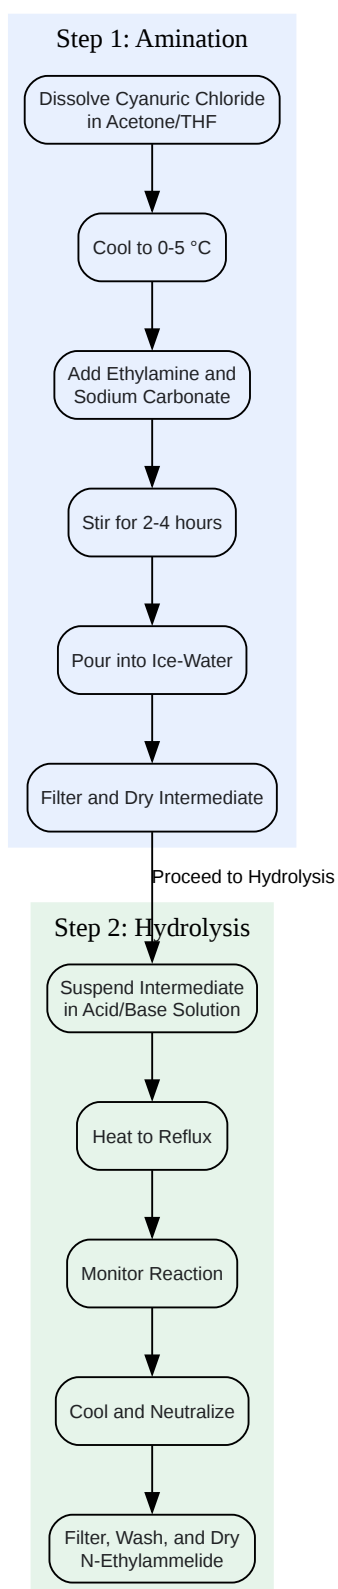 Step 1: Amination
Dissolve Cyanuric Chloride
in Acetone/THF
Cool to 0-5 °C
Add Ethylamine and
Sodium Carbonate
Stir for 2-4 hours
Pour into Ice-Water
Filter and Dry Intermediate
Proceed to Hydrolysis
Step 2: Hydrolysis
Suspend Intermediate
in Acid/Base Solution
Heat to Reflux
Monitor Reaction
Cool and Neutralize
Filter, Wash, and Dry
N-Ethylammelide